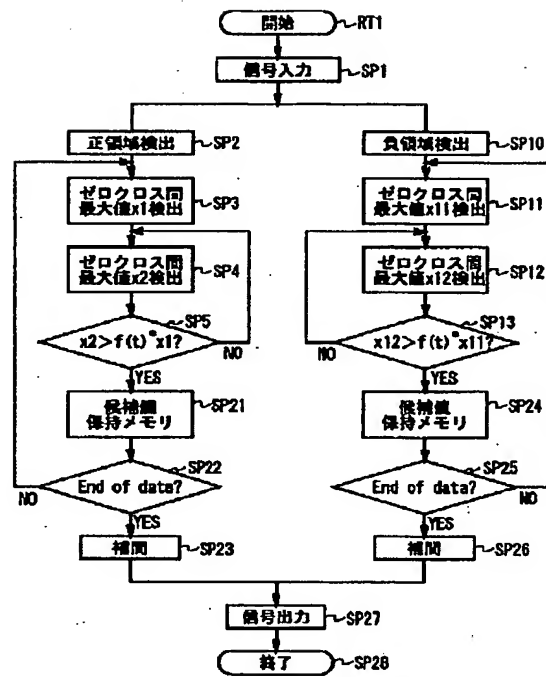 開始 RT1
信号入力 SP1
正領域検出 SP2
負領域検出 SP10
ゼロクロス間
最大値x1検出 SP3
ゼロクロス間
最大値x11検出 SP11
ゼロクロス間
最大値x2検出 SP4
ゼロクロス間
最大値x12検出 SP12
SP5
x2>f(t)*x1?
NO
YES
SP13
x12>f(t)*x11?
NO
YES
候補値
保持メモリ SP21
候補値
保持メモリ SP24
SP22
End of data?
NO
YES
SP25
End of data?
NO
YES
補間 SP23
補間 SP26
信号出力 SP27
終了 SP28